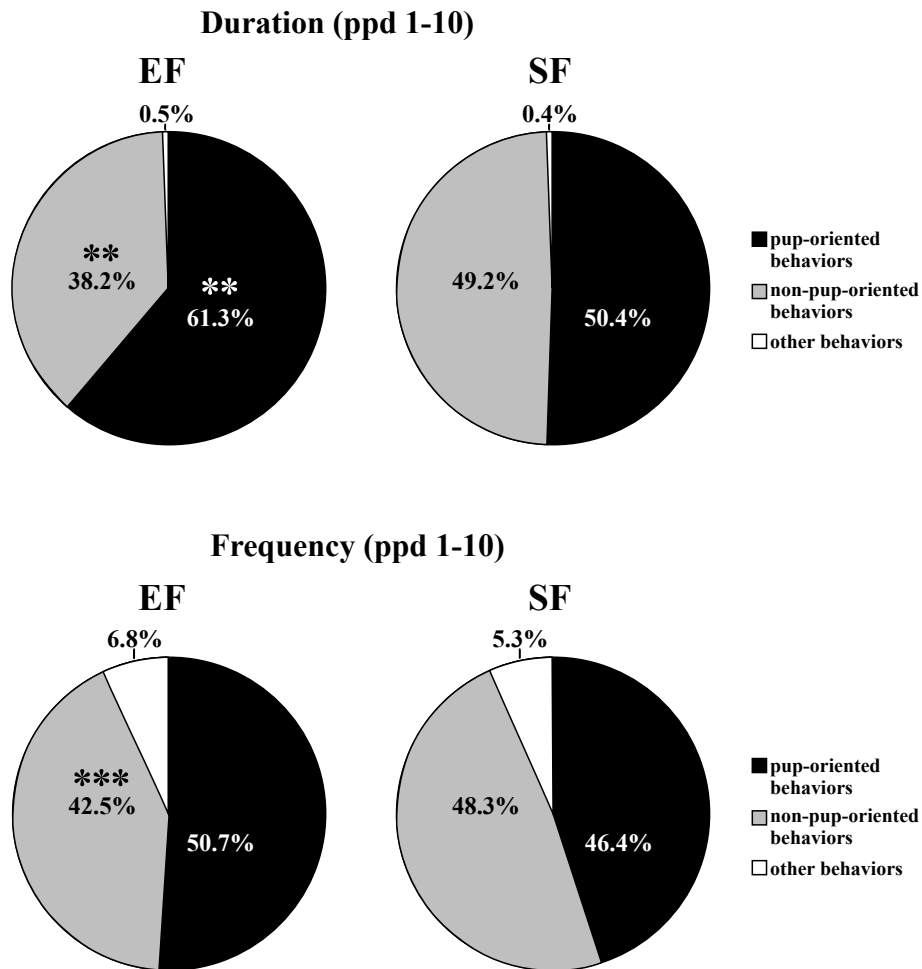 Duration (ppd 1-10)
EF
SF
0.5%
0.4%
**
38.2%
**
61.3%
49.2%
50.4%
pup-oriented
behaviors
non-pup-oriented
behaviors
other behaviors
Frequency (ppd 1-10)
EF
SF
6.8%
5.3%
***
42.5%
50.7%
48.3%
46.4%
pup-oriented
behaviors
non-pup-oriented
behaviors
other behaviors